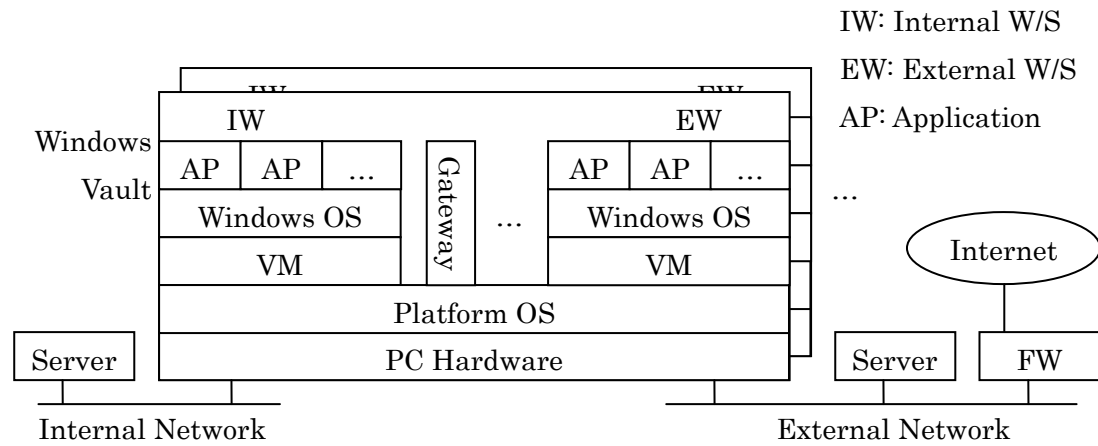 IW: Internal W/S
EW: External W/S
AP: Application
IW EW
Windows Vault
AP AP ... Gateway ... AP AP ... ...
Windows OS Windows OS
VM VM
Internet
Platform OS
Server PC Hardware Server FW
Internal Network External Network